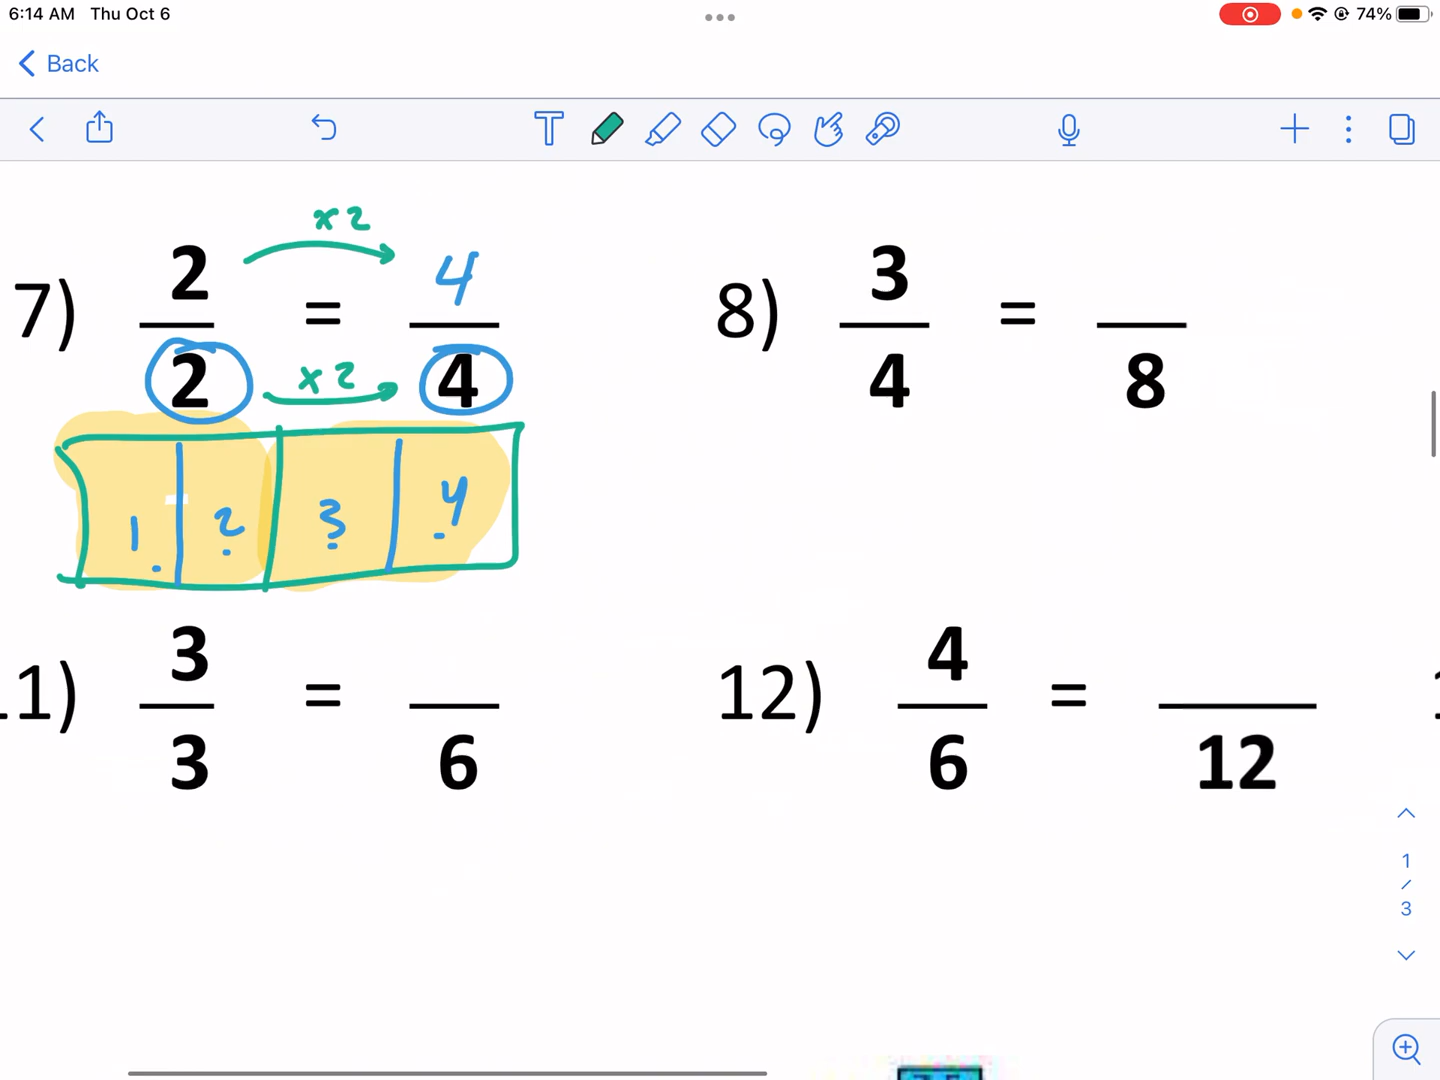 6:14 AM Thu Oct 6
74%
Back
T
x2
7) 2/2 = 4/4
x2
1 2 3 4
8) 3/4 = /8
11) 3/3 = /6
12) 4/6 = /12
1
/
3